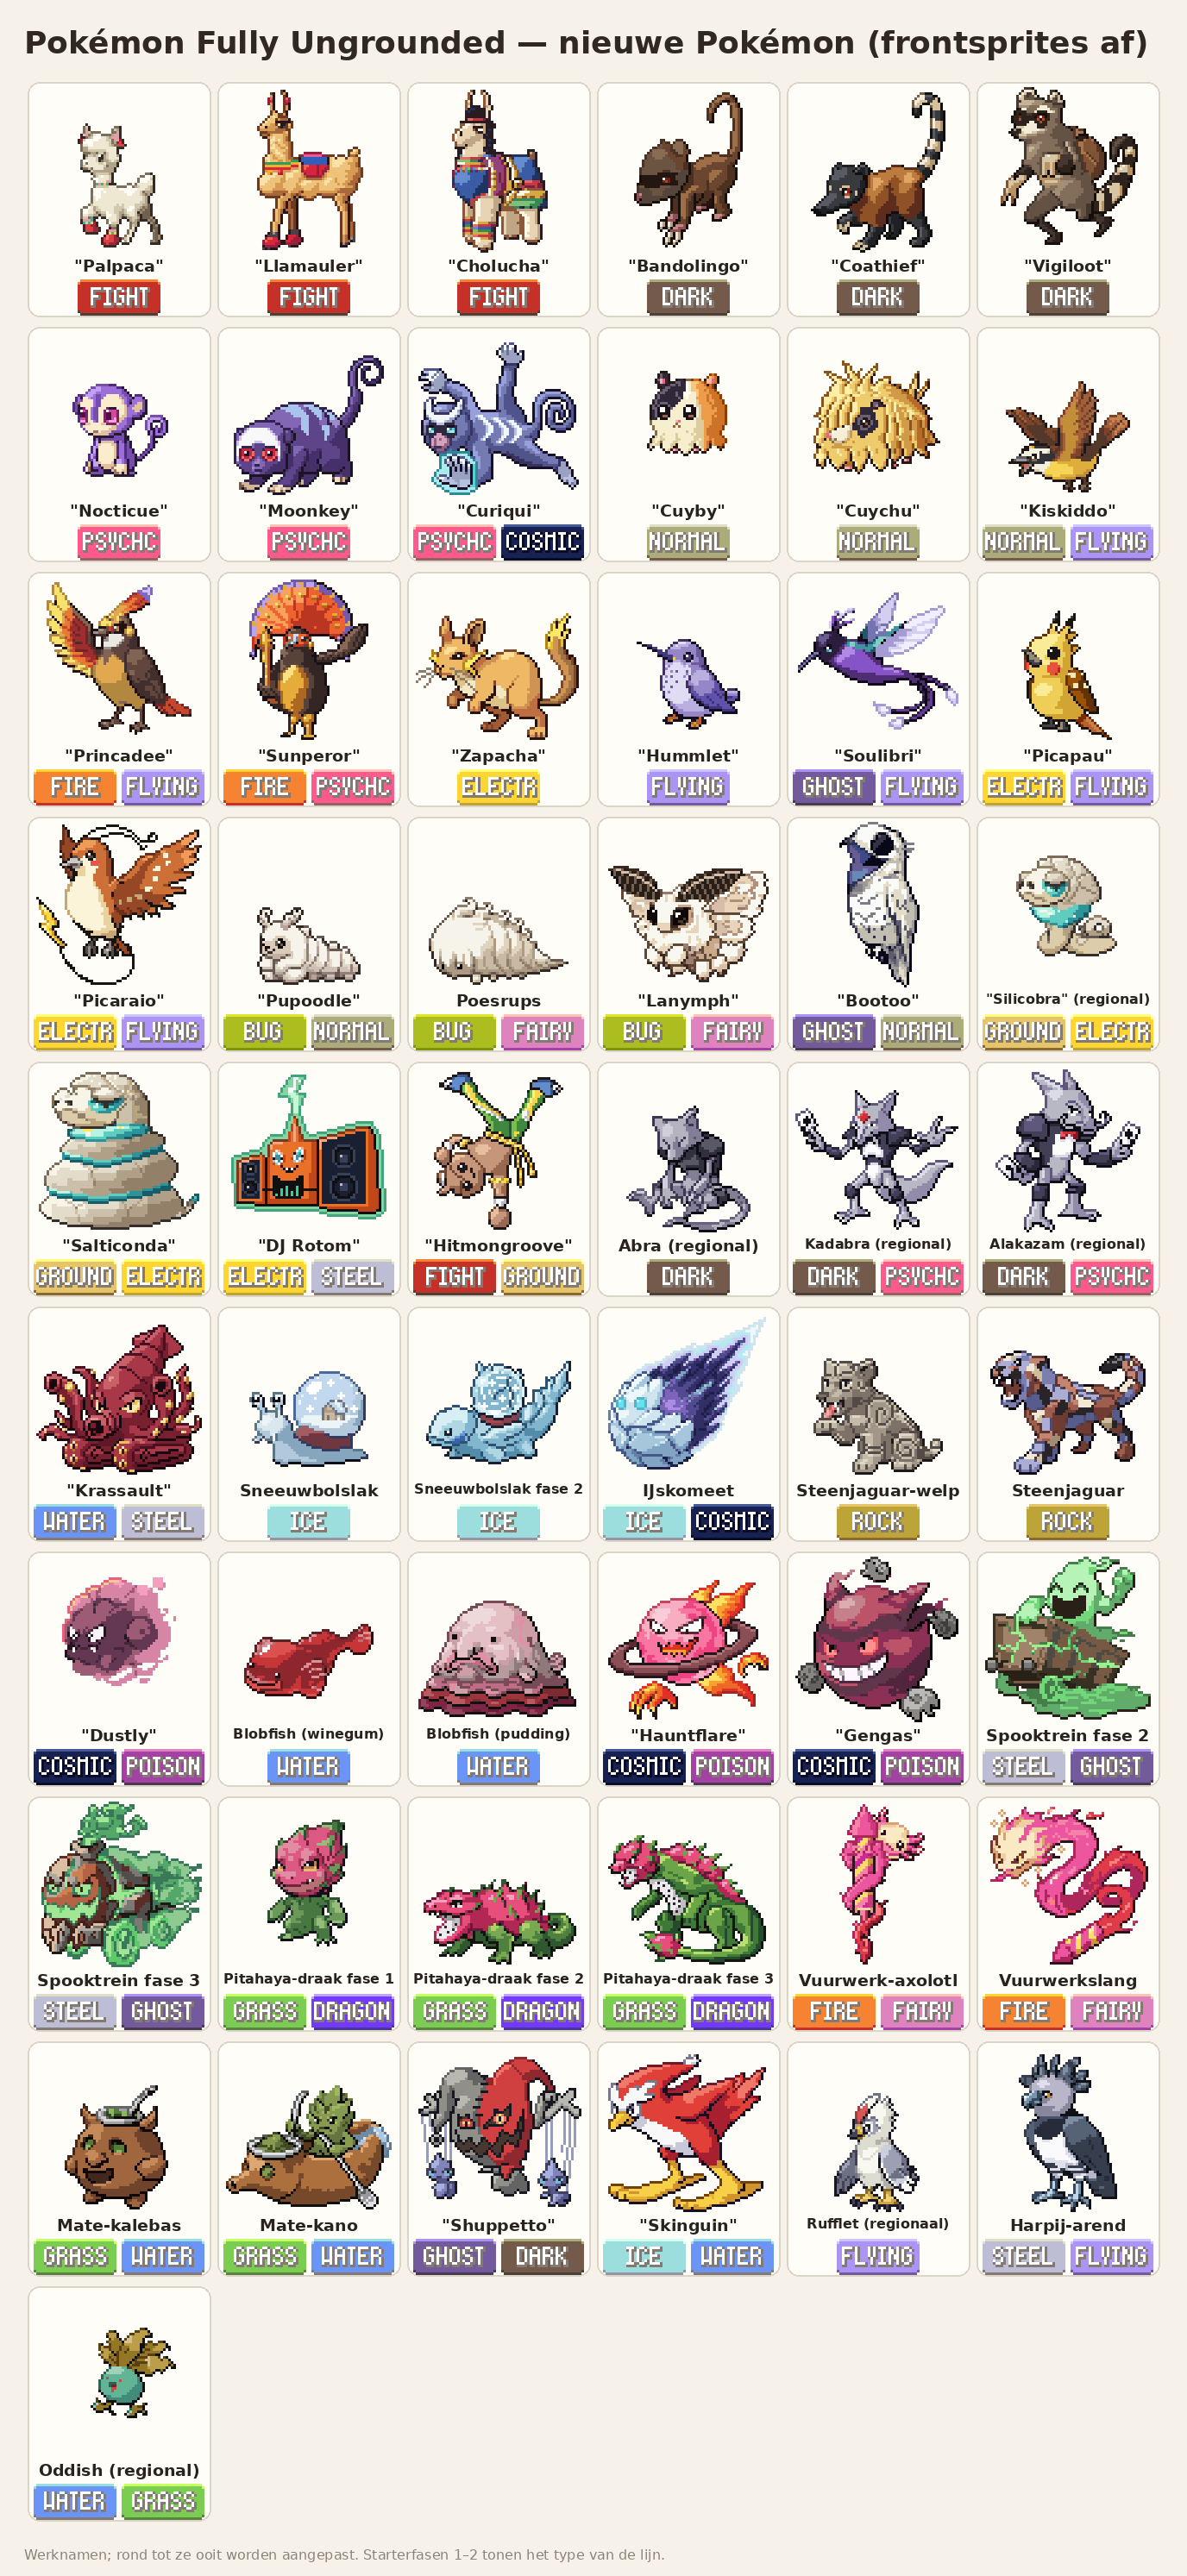 Pokémon Fully Ungrounded — nieuwe Pokémon (frontsprites af)
"Palpaca" "Llamauler" "Cholucha" "Bandolingo" "Coathief" "Vigiloot"
FIGHT FIGHT FIGHT DARK DARK DARK
"Nocticue" "Moonkey" "Curiqui" "Cuyby" "Cuychu" "Kiskiddo"
PSYCHC PSYCHC PSYCHC COSMIC NORMAL NORMAL NORMAL FLYING
"Princadee" "Sunperor" "Zapacha" "Hummlet" "Soulibri" "Picapau"
FIRE FLYING FIRE PSYCHC ELECTR FLYING GHOST FLYING ELECTR FLYING
"Picaraio" "Pupoodle" Poesrups "Lanymph" "Bootoo" "Silicobra" (regional)
ELECTR FLYING BUG NORMAL BUG FAIRY BUG FAIRY GHOST NORMAL GROUND ELECTR
"Salticonda" "DJ Rotom" "Hitmongroove" Abra (regional) Kadabra (regional) Alakazam (regional)
GROUND ELECTR ELECTR STEEL FIGHT GROUND DARK DARK PSYCHC DARK PSYCHC
"Krassault" Sneeuwbolslak Sneeuwbolslak fase 2 IJskomeet Steenjaguar-welp Steenjaguar
WATER STEEL ICE ICE ICE COSMIC ROCK ROCK
"Dustly" Blobfish (winegum) Blobfish (pudding) "Hauntflare" "Gengas" Spooktrein fase 2
COSMIC POISON WATER WATER COSMIC POISON COSMIC POISON STEEL GHOST
Spooktrein fase 3 Pitahaya-draak fase 1 Pitahaya-draak fase 2 Pitahaya-draak fase 3 Vuurwerk-axolotl Vuurwerkslang
STEEL GHOST GRASS DRAGON GRASS DRAGON GRASS DRAGON FIRE FAIRY FIRE FAIRY
Mate-kalebas Mate-kano "Shuppetto" "Skinguin" Rufflet (regionaal) Harpij-arend
GRASS WATER GRASS WATER GHOST DARK ICE WATER FLYING STEEL FLYING
Oddish (regional)
WATER GRASS
Werknamen; rond tot ze ooit worden aangepast. Starterfasen 1–2 tonen het type van de lijn.